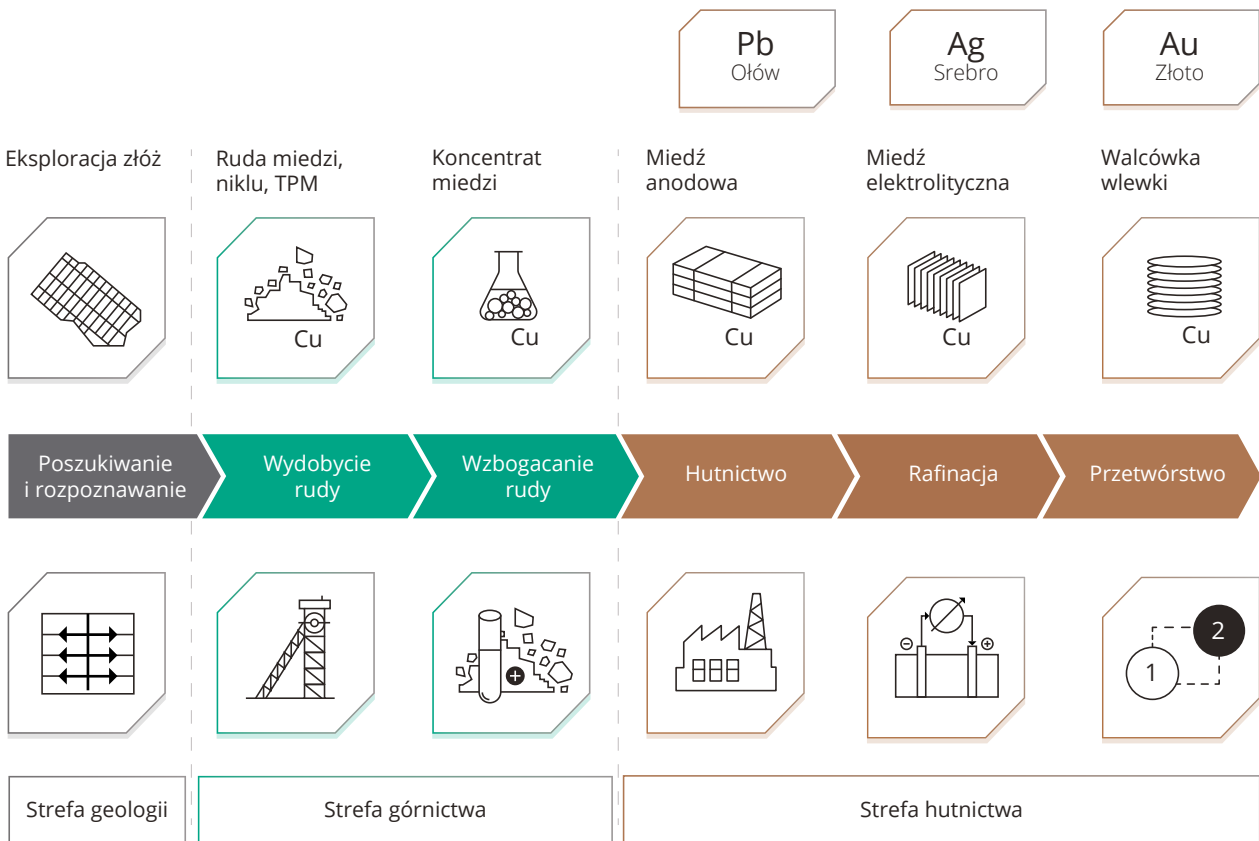 Pb
Ołów
Ag
Srebro
Au
Złoto
Eksploracja złóż
Ruda miedzi,
niklu, TPM
Koncentrat
miedzi
Miedź
anodowa
Miedź
elektrolityczna
Walcówka
wlewki
Cu
Cu
Cu
Cu
Cu
Poszukiwanie
i rozpoznawanie
Wydobycie
rudy
Wzbogacanie
rudy
Hutnictwo
Rafinacja
Przetwórstwo
1
2
Strefa geologii
Strefa górnictwa
Strefa hutnictwa